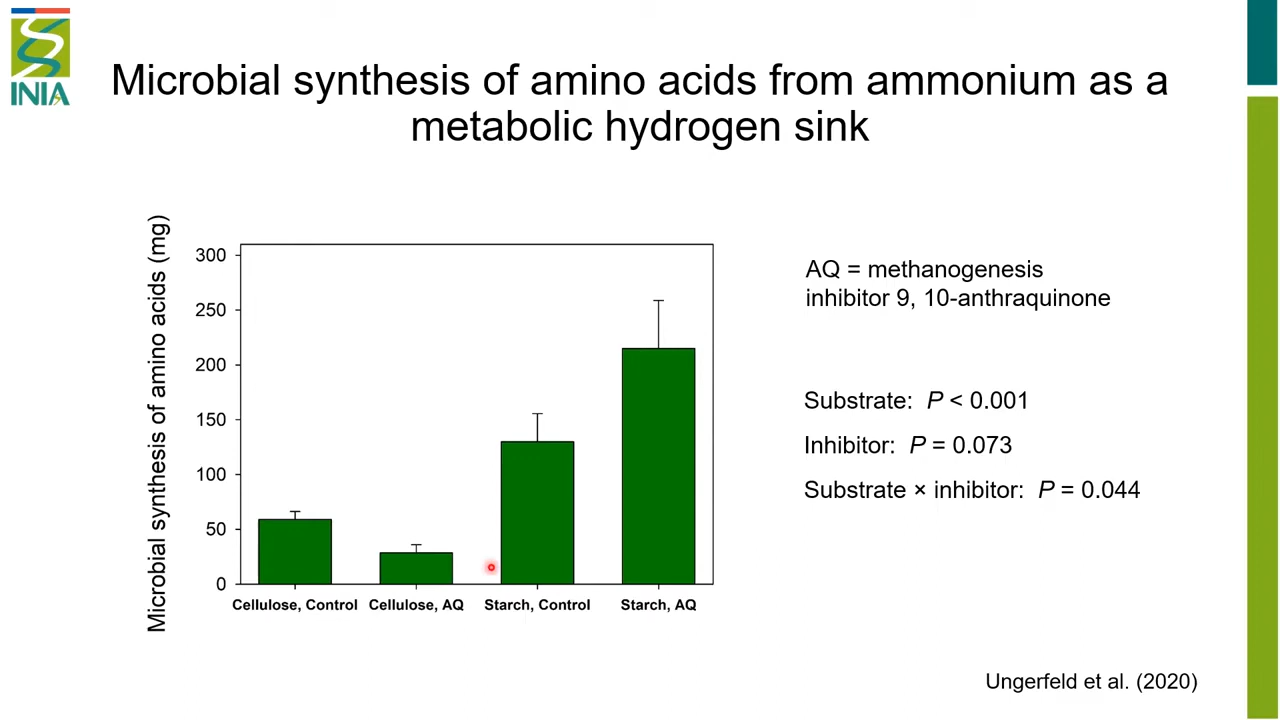 INIA
Microbial synthesis of amino acids from ammonium as a
metabolic hydrogen sink
Microbial synthesis of amino acids (mg)
300
250
200
150
100
50
0
Cellulose, Control
Cellulose, AQ
Starch, Control
Starch, AQ
AQ = methanogenesis
inhibitor 9, 10-anthraquinone
Substrate: P < 0.001
Inhibitor: P = 0.073
Substrate × inhibitor: P = 0.044
Ungerfeld et al. (2020)